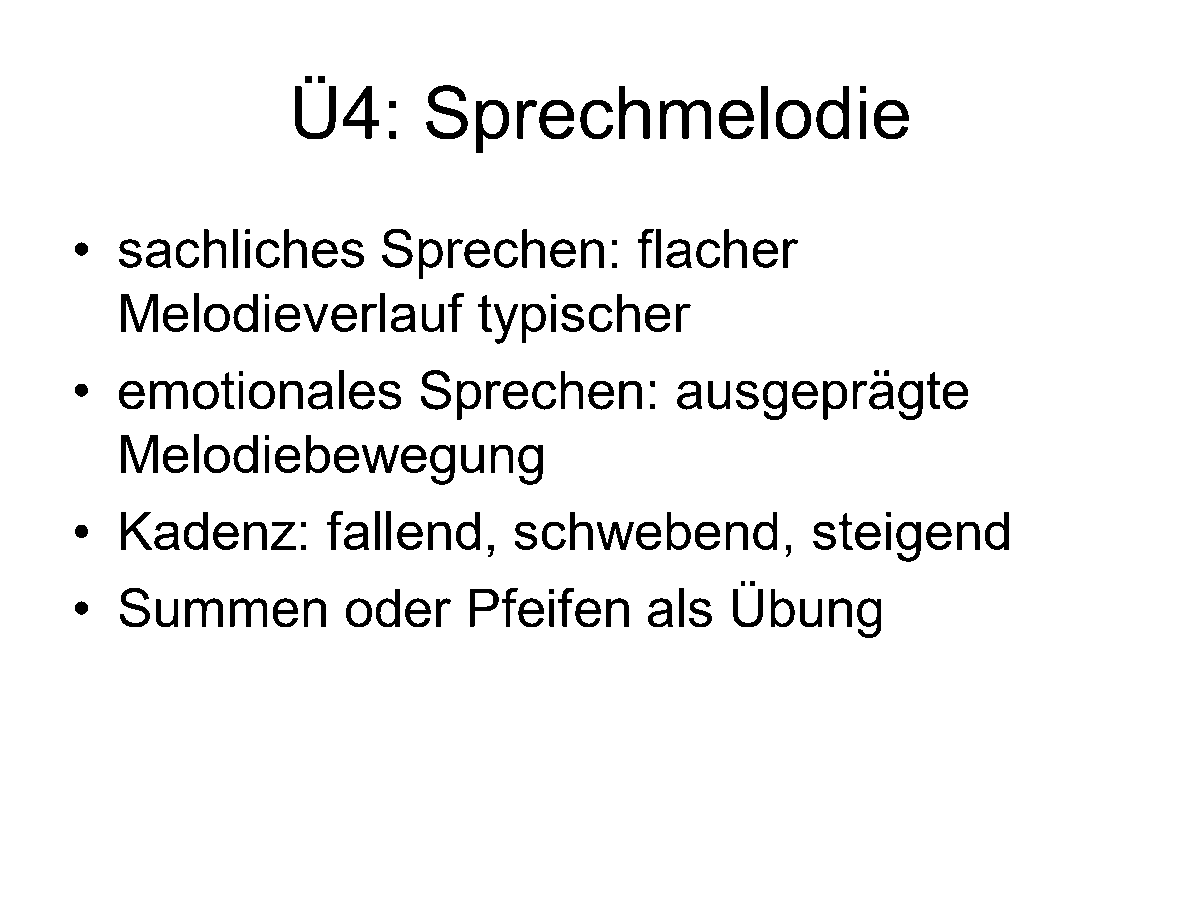 Ü4: Sprechmelodie
• sachliches Sprechen: flacher
Melodieverlauf typischer
• emotionales Sprechen: ausgeprägte
Melodiebewegung
• Kadenz: fallend, schwebend, steigend
• Summen oder Pfeifen als Übung